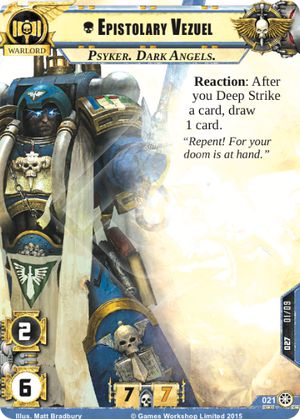 Epistolary Vezuel
WARLORD
Psyker. Dark Angels.
Reaction: After
you Deep Strike
a card, draw
1 card.
“Repent! For your
doom is at hand.”
2
6
7 7
027 01/09
021
Illus. Matt Bradbury
© Games Workshop Limited 2015